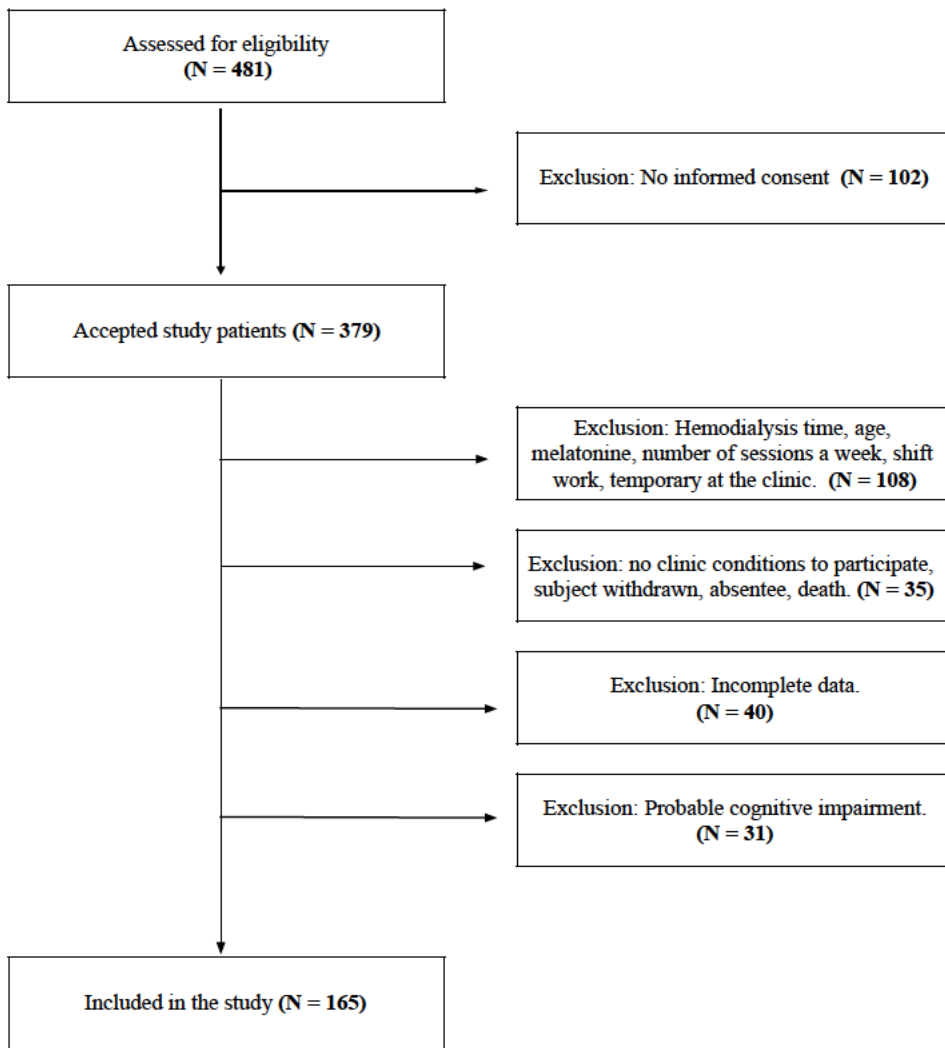 Assessed for eligibility
(N = 481)
Exclusion: No informed consent (N = 102)
Accepted study patients (N = 379)
Exclusion: Hemodialysis time, age,
melatonine, number of sessions a week, shift
work, temporary at the clinic. (N = 108)
Exclusion: no clinic conditions to participate,
subject withdrawn, absentee, death. (N = 35)
Exclusion: Incomplete data.
(N = 40)
Exclusion: Probable cognitive impairment.
(N = 31)
Included in the study (N = 165)